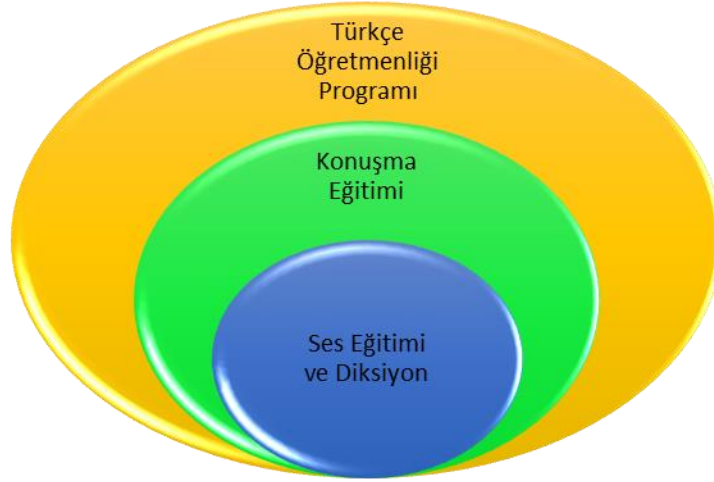 Türkçe
Öğretmenliği
Programı
Konuşma
Eğitimi
Ses Eğitimi
ve Diksiyon